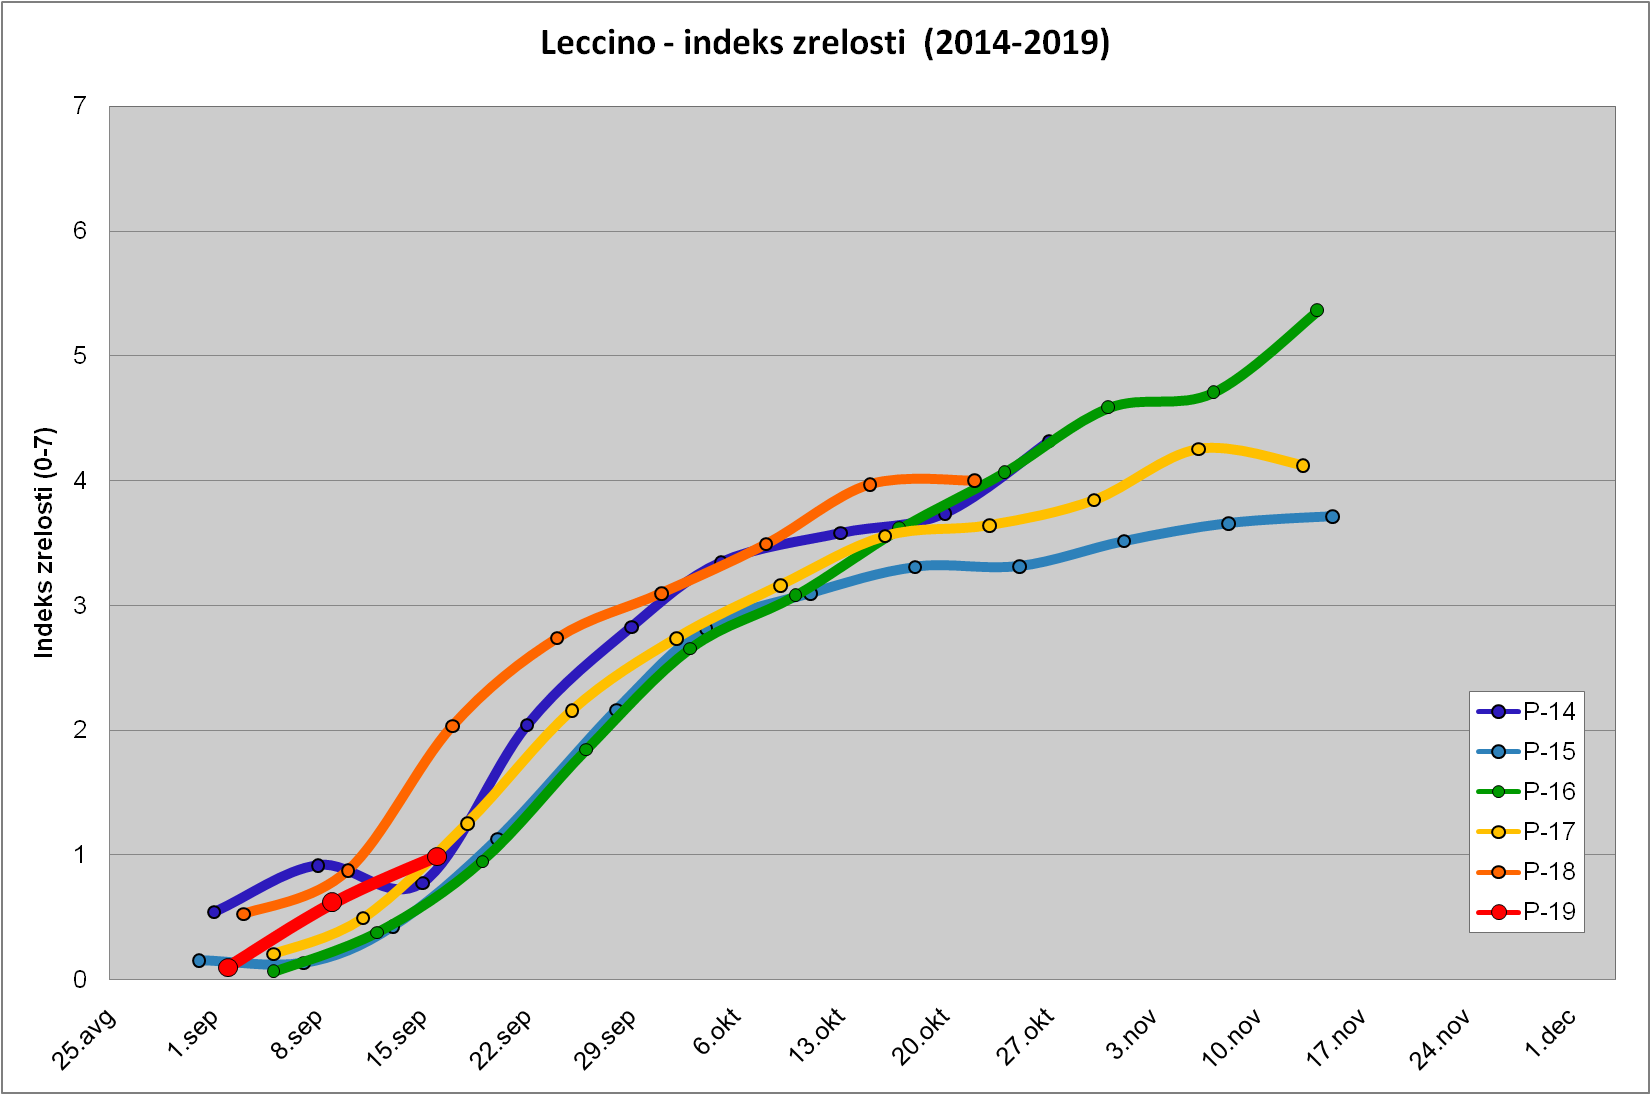 Leccino - indeks zrelosti (2014-2019)
Indeks zrelosti (0-7)
7
6
5
4
3
2
1
0
25.avg
1.sep
8.sep
15.sep
22.sep
29.sep
6.okt
13.okt
20.okt
27.okt
3.nov
10.nov
17.nov
24.nov
1.dec
P-14
P-15
P-16
P-17
P-18
P-19